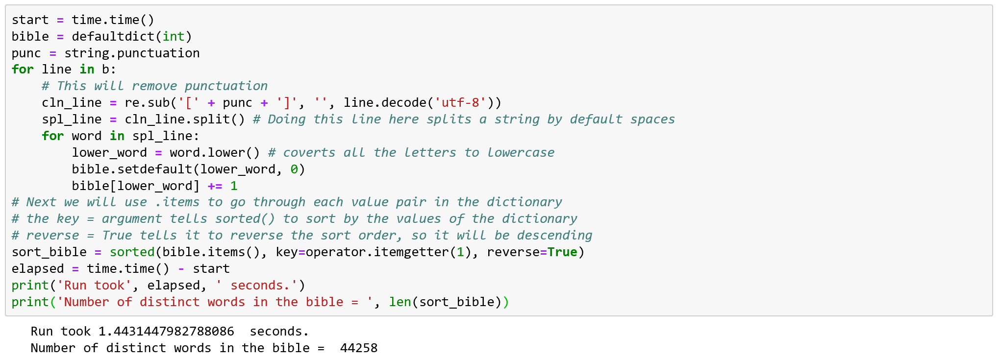 start = time.time()
bible = defaultdict(int)
punc = string.punctuation
for line in b:
    # This will remove punctuation
    cln_line = re.sub('[' + punc + ']', '', line.decode('utf-8'))
    spl_line = cln_line.split() # Doing this line here splits a string by default spaces
    for word in spl_line:
        lower_word = word.lower() # coverts all the letters to lowercase
        bible.setdefault(lower_word, 0)
        bible[lower_word] += 1
# Next we will use .items to go through each value pair in the dictionary
# the key = argument tells sorted() to sort by the values of the dictionary
# reverse = True tells it to reverse the sort order, so it will be descending
sort_bible = sorted(bible.items(), key=operator.itemgetter(1), reverse=True)
elapsed = time.time() - start
print('Run took', elapsed, ' seconds.')
print('Number of distinct words in the bible = ', len(sort_bible))
Run took 1.4431447982788086  seconds.
Number of distinct words in the bible =  44258